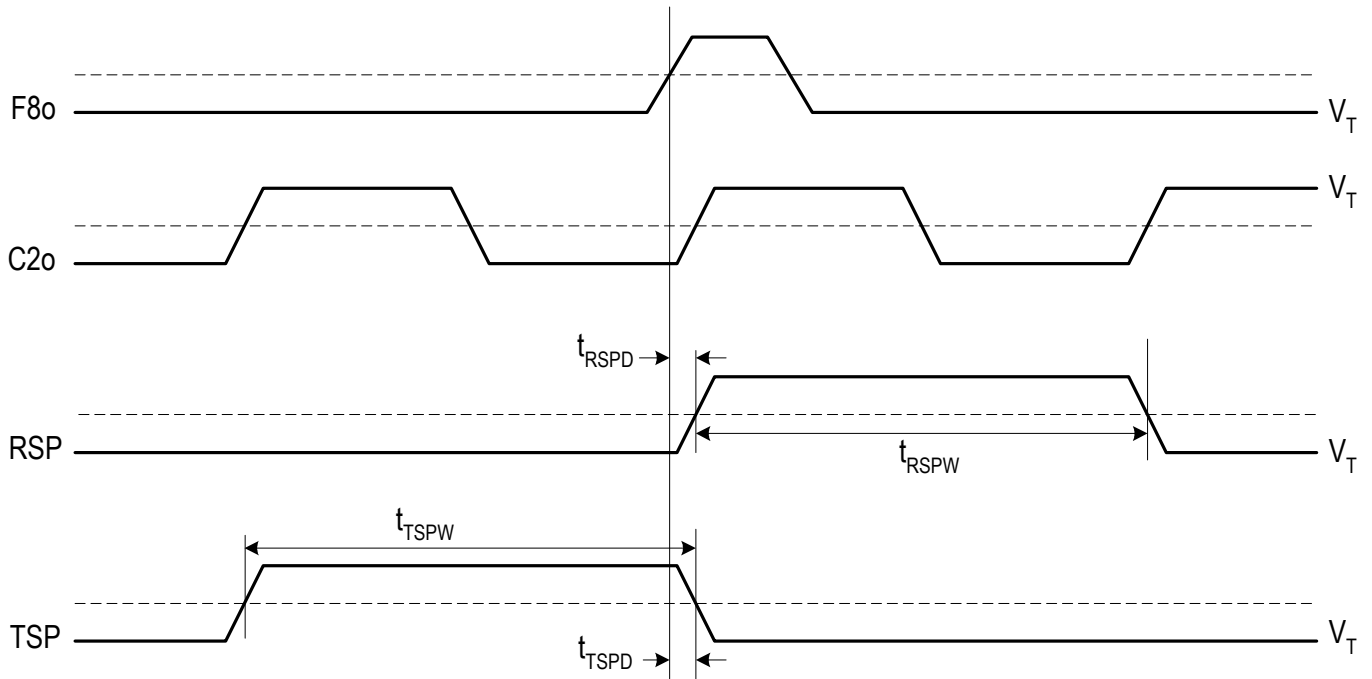 F8o
V_T
C2o
V_T
t_RSPD
RSP
t_RSPW
V_T
t_TSPW
TSP
t_TSPD
V_T